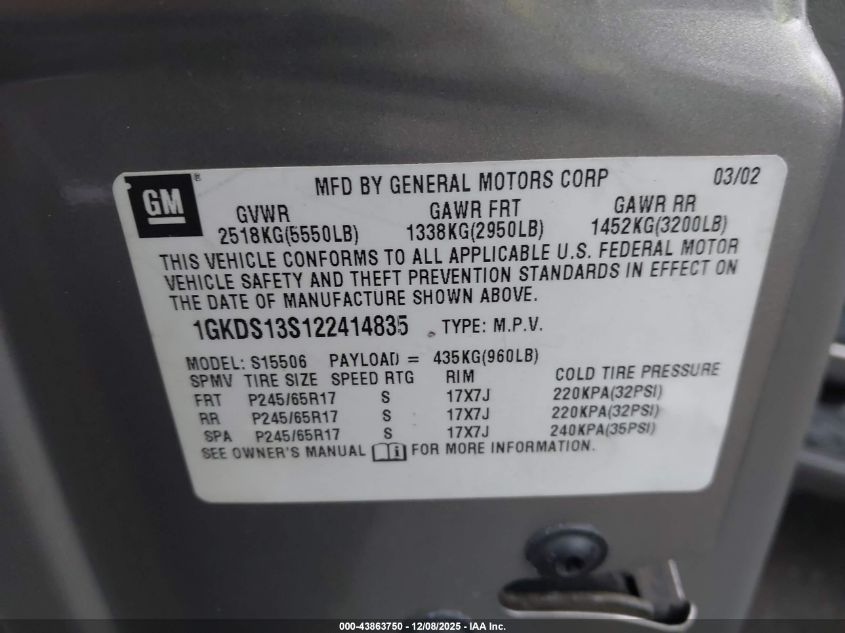 GM ® MFD BY GENERAL MOTORS CORP 03/02
GVWR GAWR FRT GAWR RR
2518KG(5550LB) 1338KG(2950LB) 1452KG(3200LB)
THIS VEHICLE CONFORMS TO ALL APPLICABLE U.S. FEDERAL MOTOR
VEHICLE SAFETY AND THEFT PREVENTION STANDARDS IN EFFECT ON
THE DATE OF MANUFACTURE SHOWN ABOVE.
1GKDS13S122414835 TYPE: M.P.V.
MODEL: S15506 PAYLOAD = 435KG(960LB)
SPMV TIRE SIZE SPEED RTG RIM COLD TIRE PRESSURE
FRT P245/65R17 S 17X7J 220KPA(32PSI)
RR P245/65R17 S 17X7J 220KPA(32PSI)
SPA P245/65R17 S 17X7J 240KPA(35PSI)
SEE OWNER'S MANUAL i FOR MORE INFORMATION.
000-43863750 - 12/08/2025 - IAA Inc.